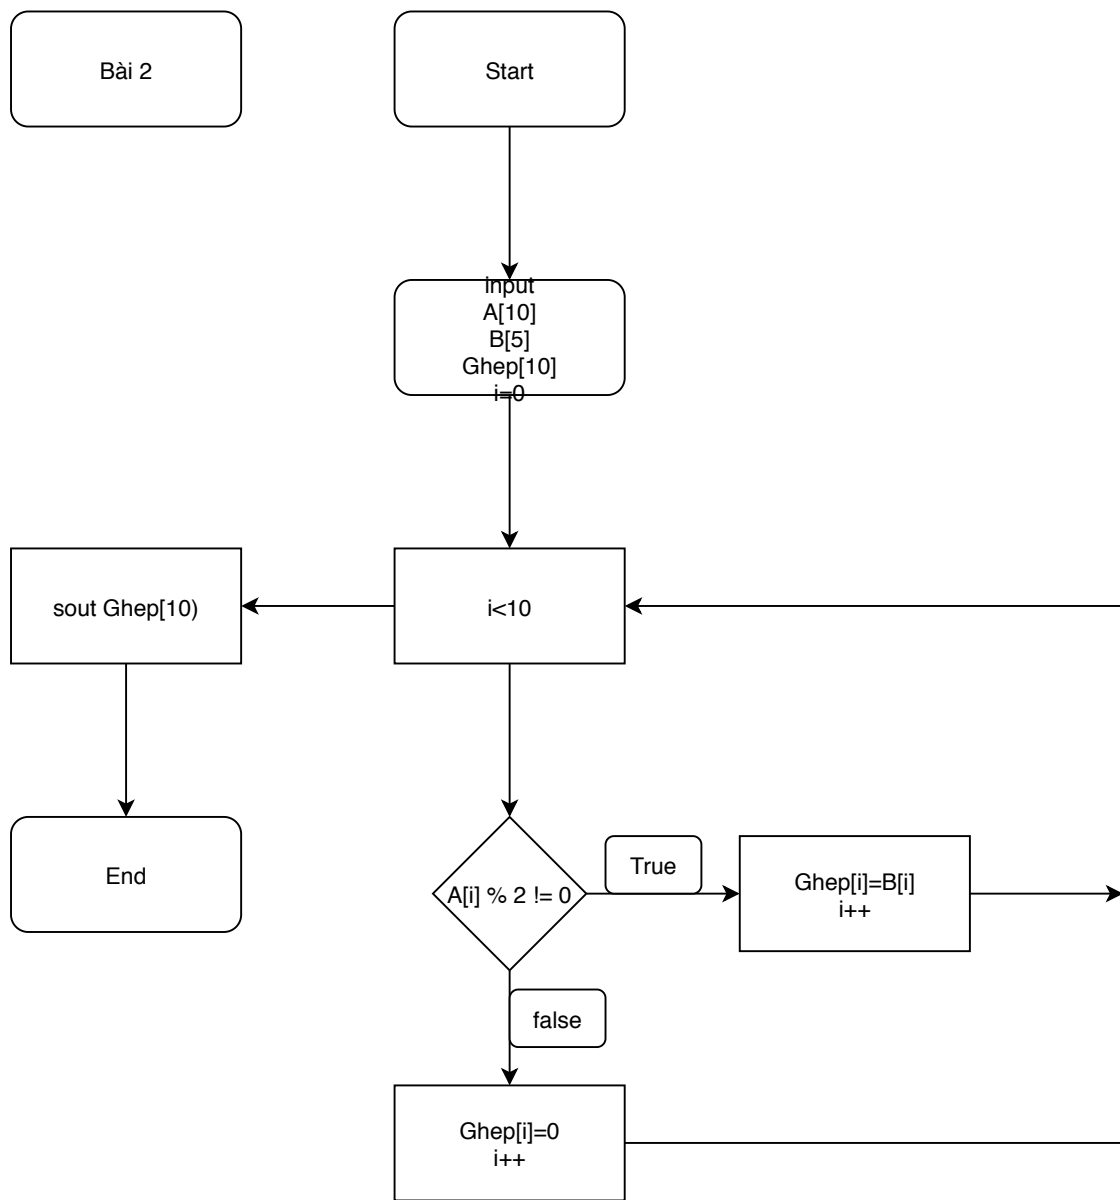 Bài 2
Start
input
A[10]
B[5]
Ghep[10]
i=0
sout Ghep[10)
i<10
End
A[i] % 2 != 0
True
Ghep[i]=B[i]
i++
false
Ghep[i]=0
i++